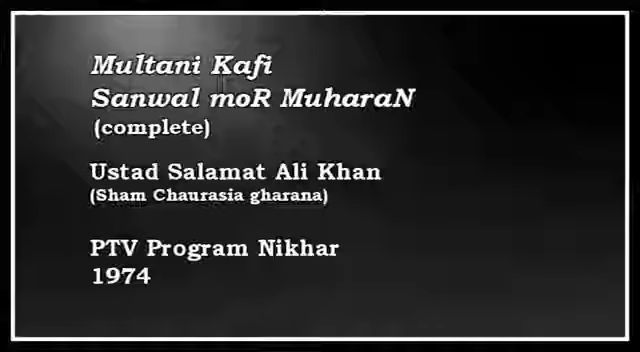 Multani Kafi
Sanwal moR MuharaN
(complete)
Ustad Salamat Ali Khan
(Sham Chaurasia gharana)
PTV Program Nikhar
1974